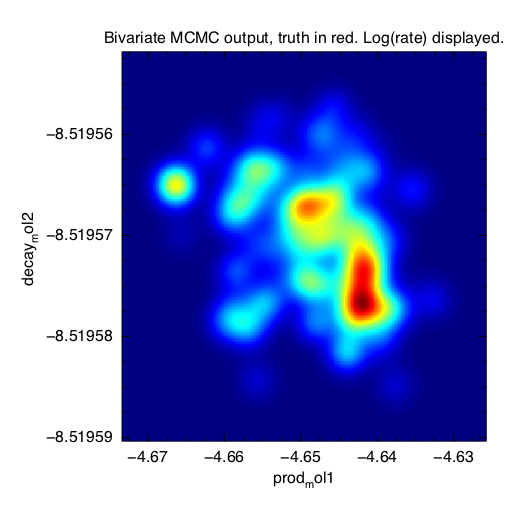 Bivariate MCMC output, truth in red. Log(rate) displayed.
−8.51956
−8.51957
−8.51958
−8.51959
decay_mol2
−4.67 −4.66 −4.65 −4.64 −4.63
prod_mol1